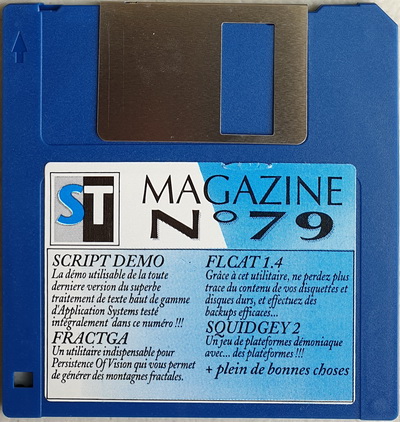 ST MAGAZINE
N°79
SCRIPT DEMO
La démo utilisable de la toute
derniere version du superbe
traitement de texte haut de gamme
d'Application Systems testé
intégralement dans ce numéro !!!
FRACTGA
Un utilitaire indispensable pour
Persistence Of Vision qui vous permet
de générer des montagnes fractales.
FLCAT 1.4
Grâce à cet utilitaire, ne perdez plus
trace du contenu de vos disquettes et
disques durs, et effectuez des
backups efficaces...
SQUIDGEY 2
Un jeu de plateformes démoniaque
avec... des plateformes !!!
+ plein de bonnes choses